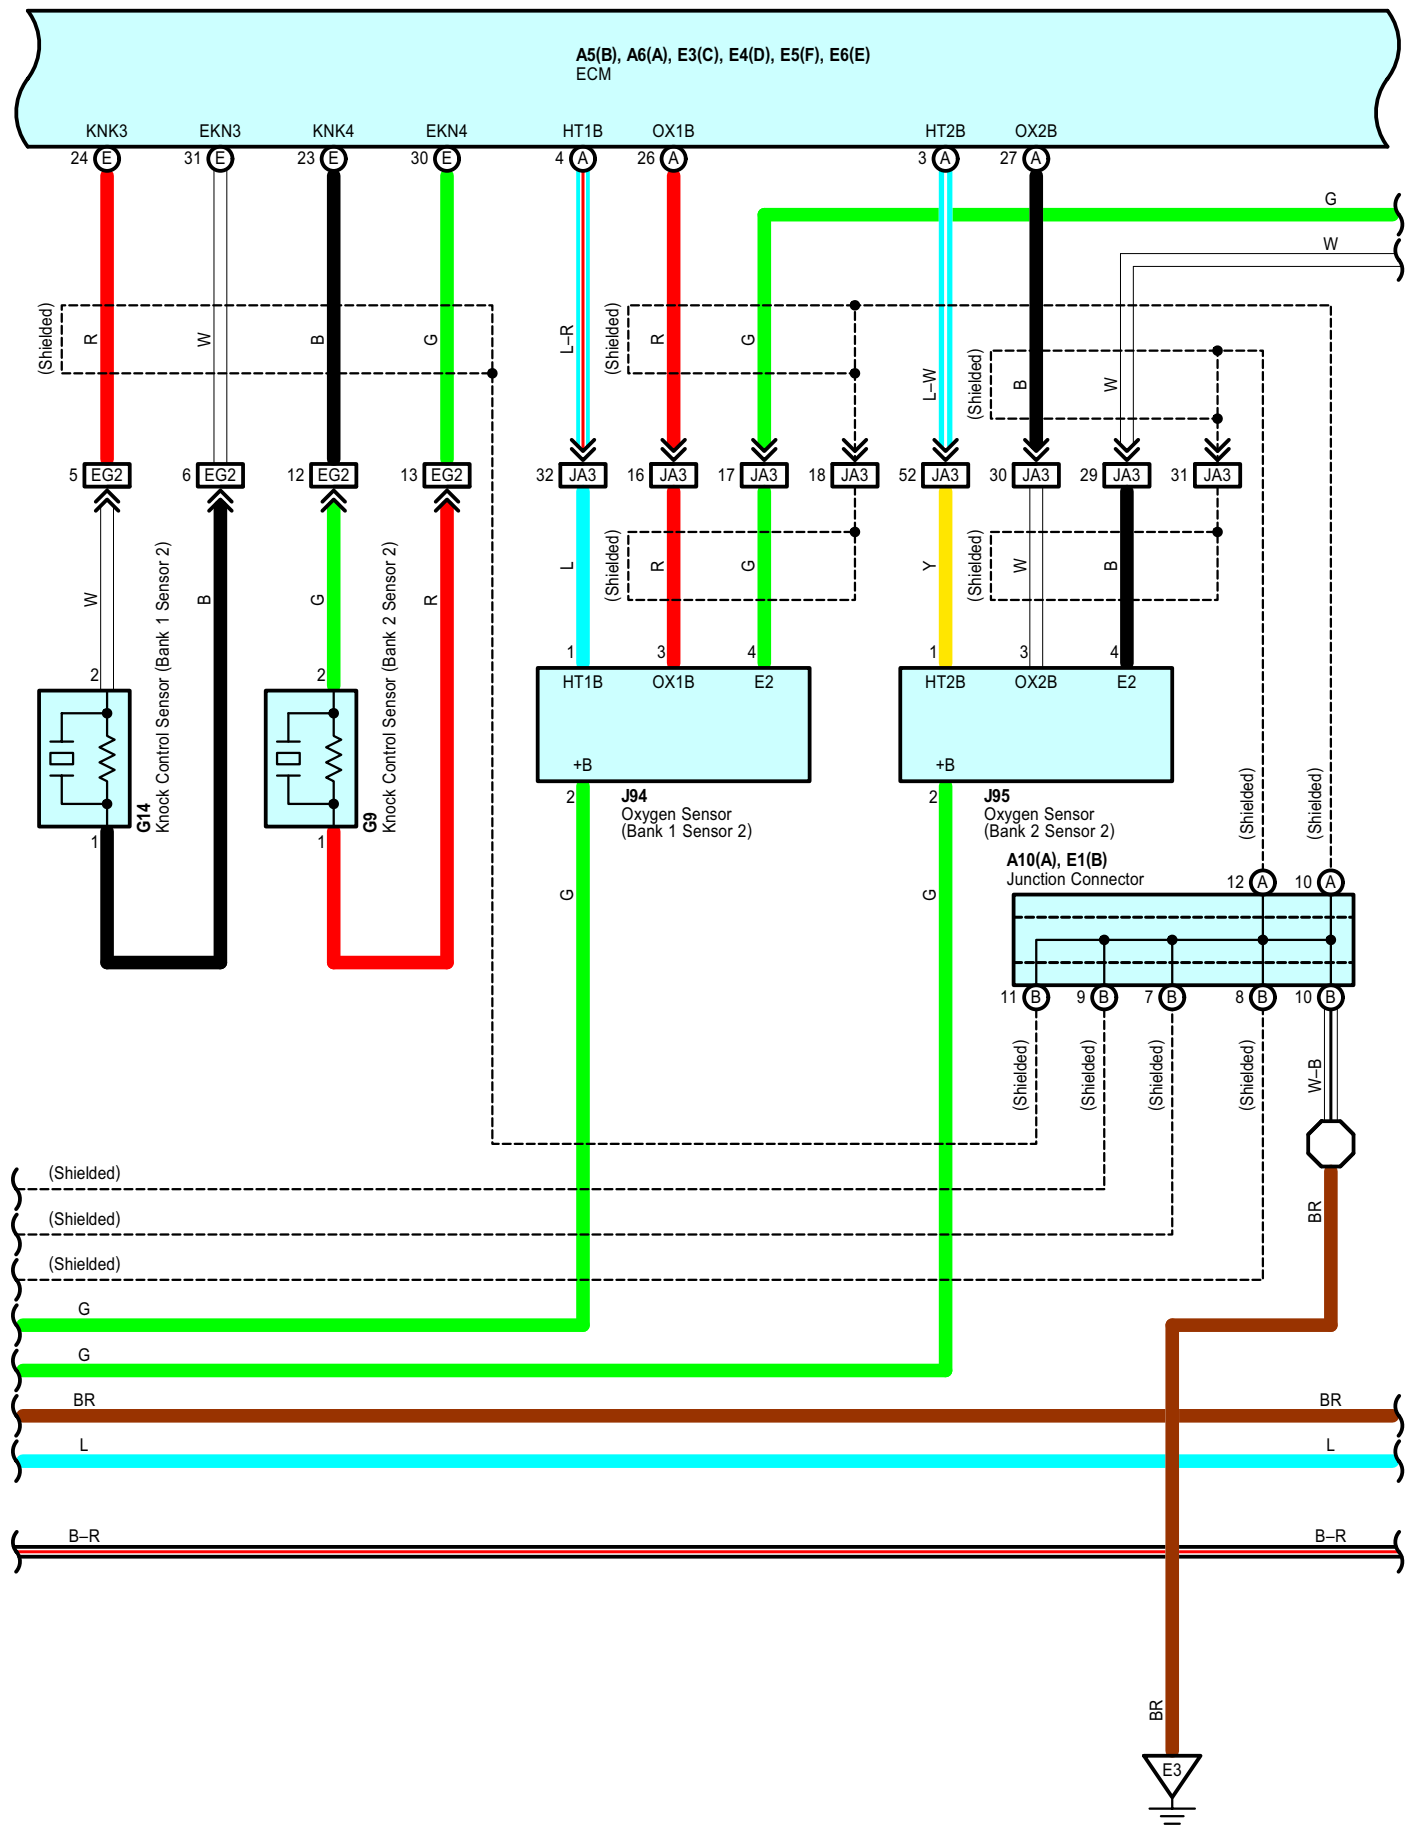 A5(B), A6(A), E3(C), E4(D), E5(F), E6(E)
ECM
KNK3 EKN3 KNK4 EKN4 HT1B OX1B HT2B OX2B
24 E 31 E 23 E 30 E 4 A 26 A 3 A 27 A
G
W
(Shielded) R W B G L–R (Shielded) R G L–W (Shielded) B W
5 EG2 6 EG2 12 EG2 13 EG2 32 JA3 16 JA3 17 JA3 18 JA3 52 JA3 30 JA3 29 JA3 31 JA3
W B G R L (Shielded) R G Y (Shielded) W B
2 2 1 3 4 1 3 4
HT1B OX1B E2 HT2B OX2B E2
G14
Knock Control Sensor (Bank 1 Sensor 2)
G9
Knock Control Sensor (Bank 2 Sensor 2)
+B +B
1 1 2 2
J94
Oxygen Sensor
(Bank 1 Sensor 2)
J95
Oxygen Sensor
(Bank 2 Sensor 2)
(Shielded) (Shielded)
A10(A), E1(B)
Junction Connector
12 A 10 A
G G
11 B 9 B 7 B 8 B 10 B
(Shielded) (Shielded) (Shielded) (Shielded) W–B
(Shielded)
(Shielded)
BR
(Shielded)
G
G
BR BR
L L
B–R B–R
BR
E3